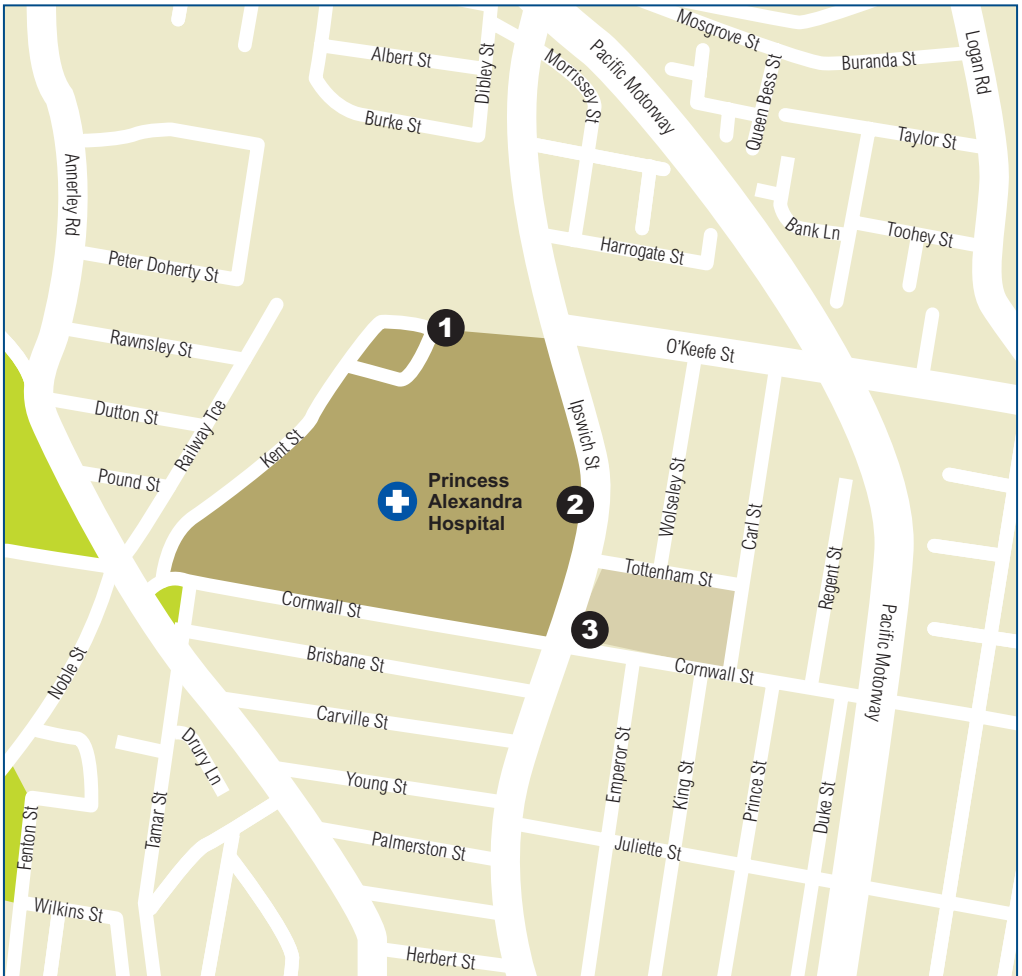 Mosgrove St
Albert St
Dibley St
Morrissey St
Pacific Motorway
Queen Bess St
Buranda St
Logan Rd
Burke St
Taylor St
Annerley Rd
Peter Doherty St
Harrogate St
Bank Ln
Toohey St
Rawnsley St
1
O'Keefe St
Dutton St
Railway Tce
Kent St
Ipswich St
Pound St
Princess
Alexandra
Hospital
2
Wolseley St
Carl St
Regent St
Tottenham St
Cornwall St
3
Pacific Motorway
Noble St
Brisbane St
Cornwall St
Carville St
Drury Ln
Young St
Emperor St
King St
Prince St
Duke St
Fenton St
Tamar St
Palmerston St
Juliette St
Wilkins St
Herbert St